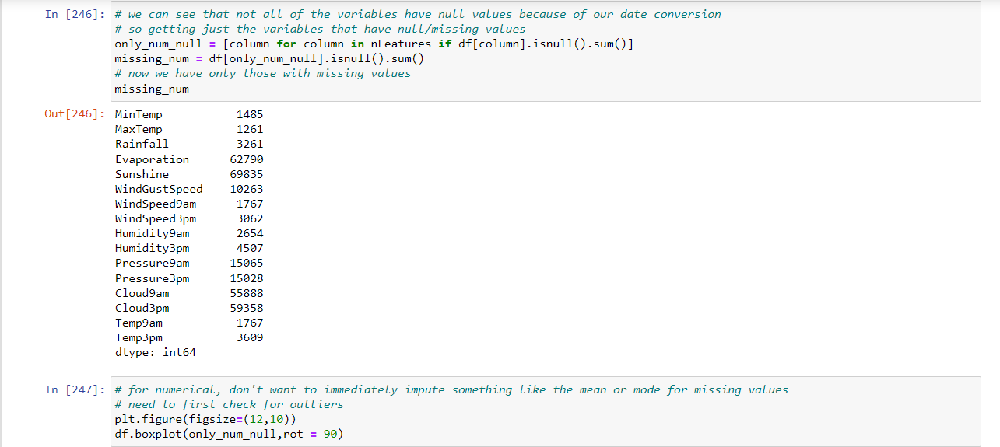 In [246]: # we can see that not all of the variables have null values because of our date conversion
# so getting just the variables that have null/missing values
only_num_null = [column for column in nFeatures if df[column].isnull().sum()]
missing_num = df[only_num_null].isnull().sum()
# now we have only those with missing values
missing_num
Out[246]: MinTemp 1485
MaxTemp 1261
Rainfall 3261
Evaporation 62790
Sunshine 69835
WindGustSpeed 10263
WindSpeed9am 1767
WindSpeed3pm 3062
Humidity9am 2654
Humidity3pm 4507
Pressure9am 15065
Pressure3pm 15028
Cloud9am 55888
Cloud3pm 59358
Temp9am 1767
Temp3pm 3609
dtype: int64
In [247]: # for numerical, don't want to immediately impute something like the mean or mode for missing values
# need to first check for outliers
plt.figure(figsize=(12,10))
df.boxplot(only_num_null,rot = 90)